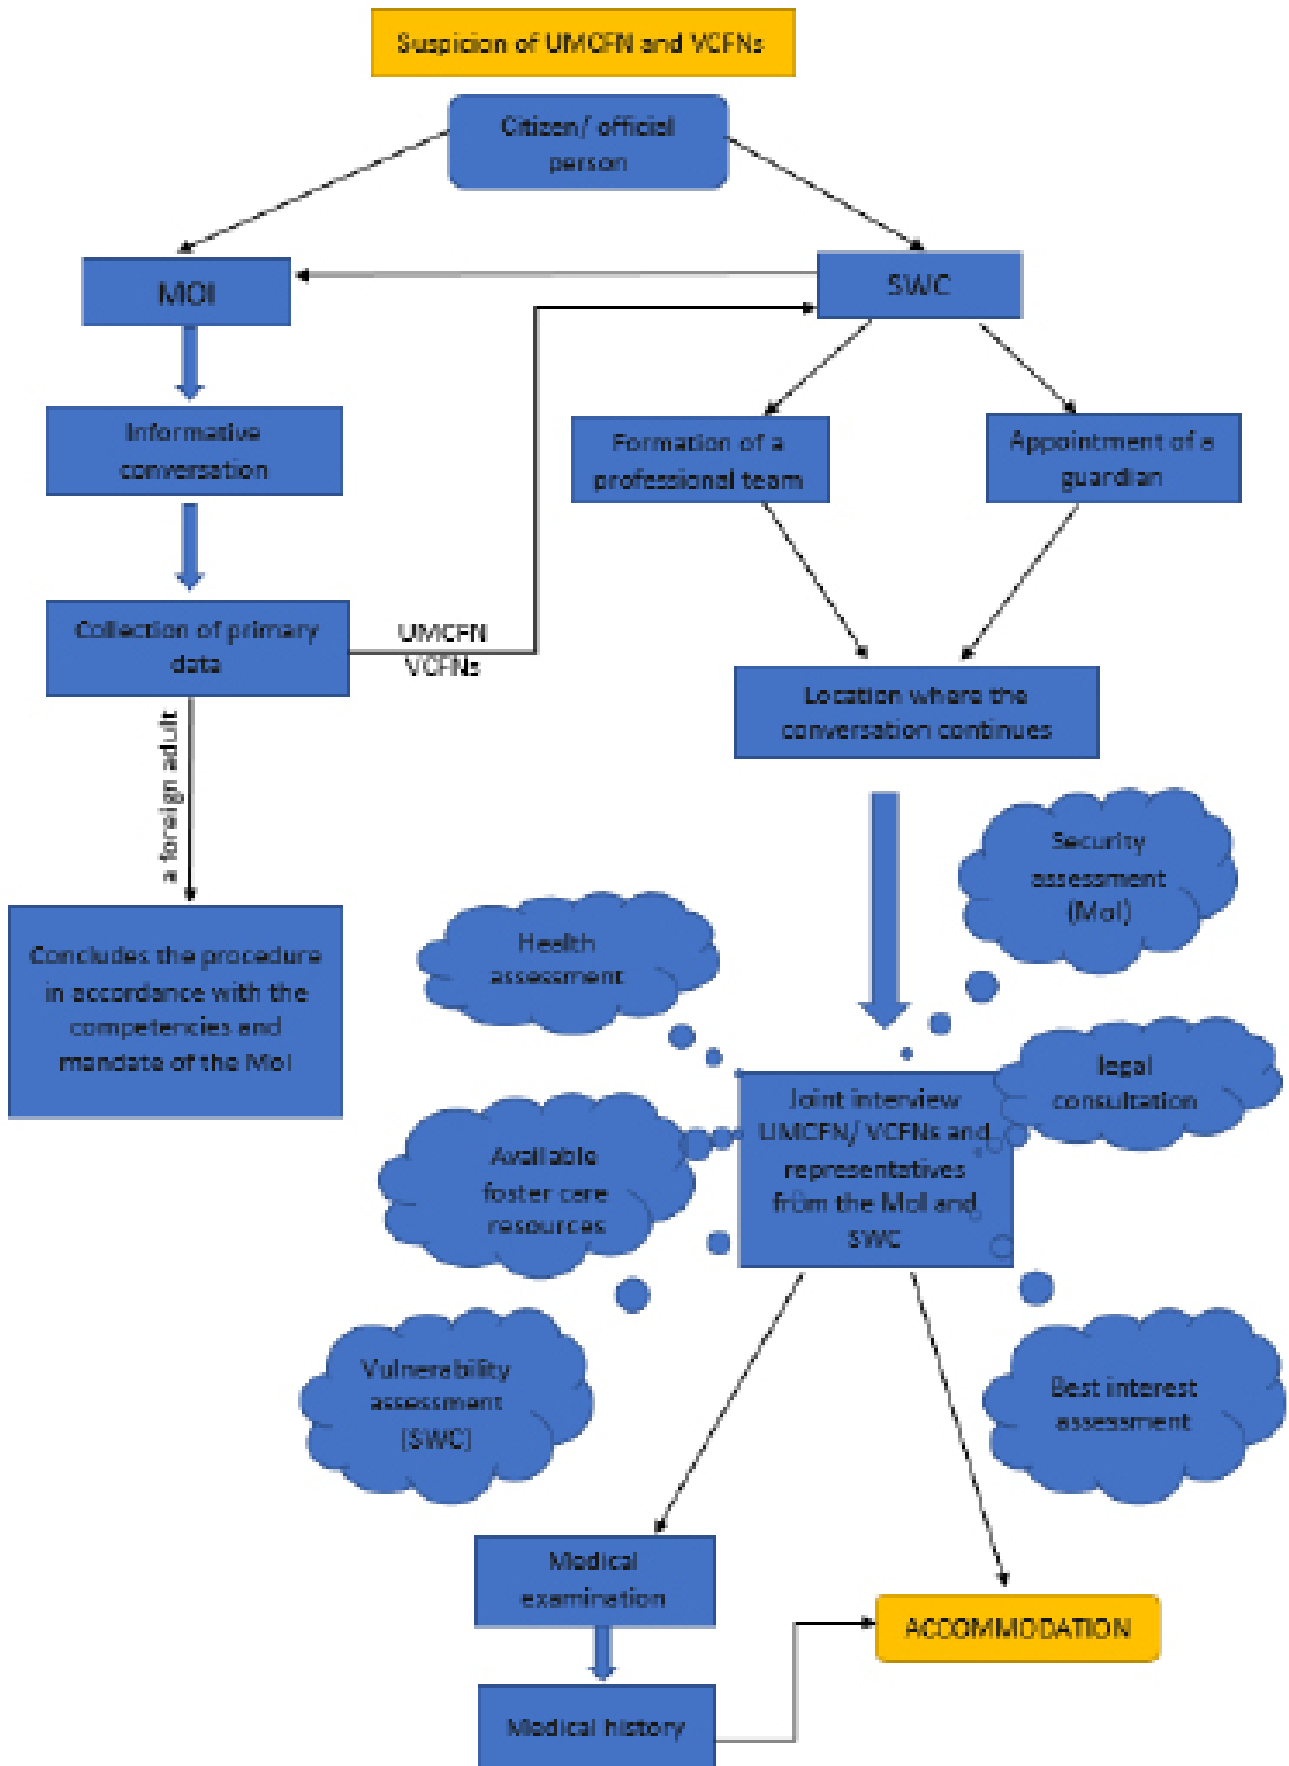 Suspicion of UMCFN and VCFNs
Citizen/ official
person
MOI
SWC
Informative
conversation
Formation of a
professional team
Appointment of a
guardian
Collection of primary
data
UMCFN
VCFNs
Location where the
conversation continues
a foreign adult
Security
assessment
(MoI)
Health
assessment
Concludes the procedure
in accordance with the
competencies and
mandate of the MoI
legal
consultation
Joint interview
UMCFN/ VCFNs and
representatives
from the MoI and
SWC
Available
foster care
resources
Vulnerability
assessment
(SWC)
Best interest
assessment
Medical
examination
ACCOMMODATION
Medical history